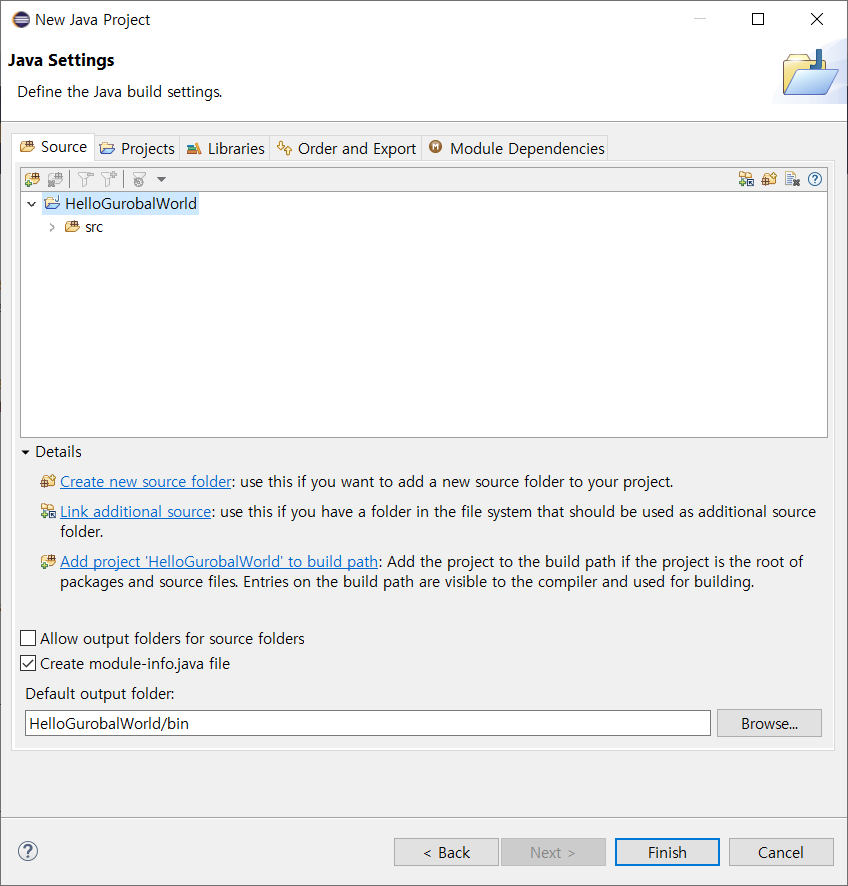 New Java Project
Java Settings
Define the Java build settings.
Source Projects Libraries Order and Export Module Dependencies
HelloGurobalWorld
src
Details
Create new source folder: use this if you want to add a new source folder to your project.
Link additional source: use this if you have a folder in the file system that should be used as additional source
folder.
Add project 'HelloGurobalWorld' to build path: Add the project to the build path if the project is the root of
packages and source files. Entries on the build path are visible to the compiler and used for building.
Allow output folders for source folders
Create module-info.java file
Default output folder:
HelloGurobalWorld/bin Browse...
< Back Next > Finish Cancel